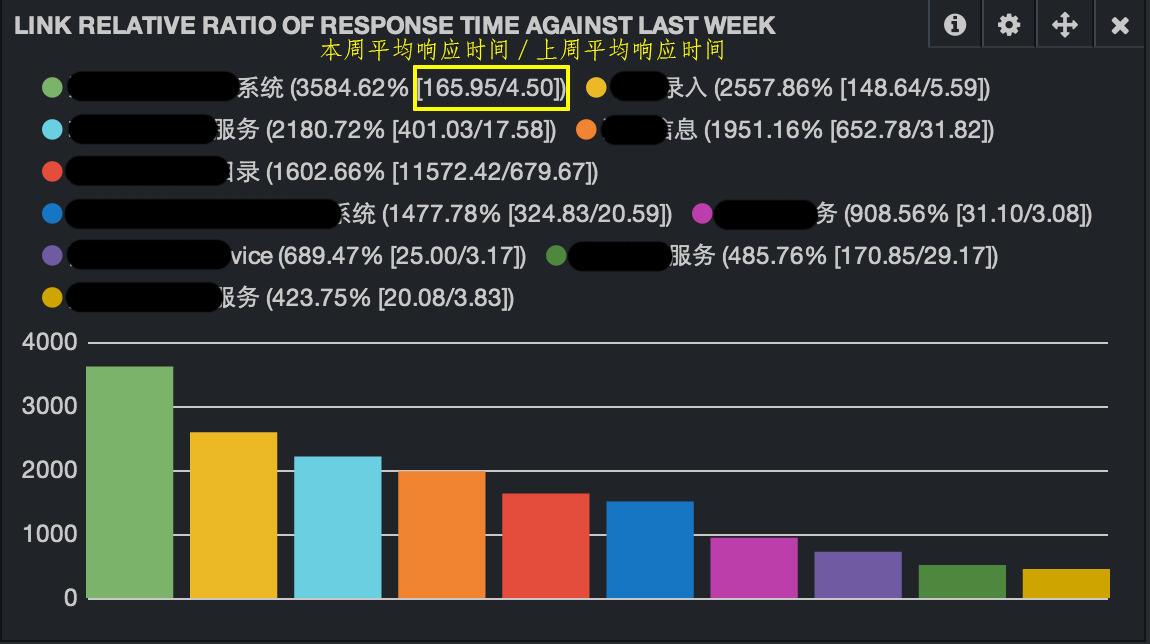 LINK RELATIVE RATIO OF RESPONSE TIME AGAINST LAST WEEK
本周平均响应时间 / 上周平均响应时间
系统 (3584.62% [165.95/4.50]) 录入 (2557.86% [148.64/5.59])
服务 (2180.72% [401.03/17.58]) 信息 (1951.16% [652.78/31.82])
目录 (1602.66% [11572.42/679.67])
系统 (1477.78% [324.83/20.59]) 务 (908.56% [31.10/3.08])
vice (689.47% [25.00/3.17]) 服务 (485.76% [170.85/29.17])
服务 (423.75% [20.08/3.83])
4000
3000
2000
1000
0